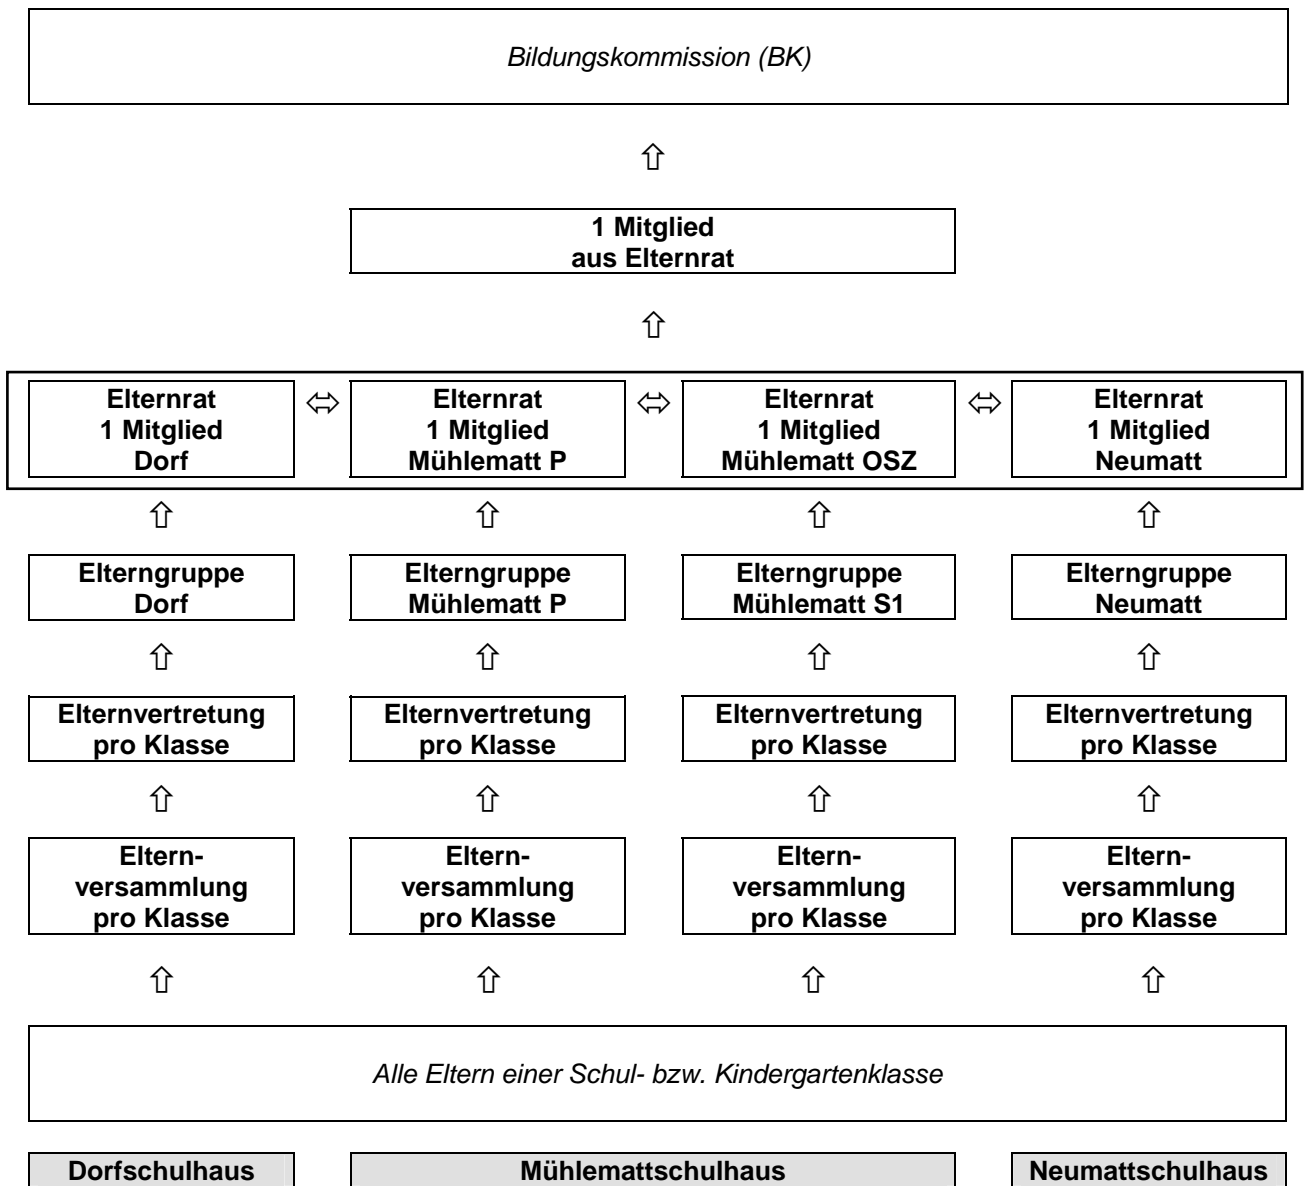 Bildungskommission (BK)
⇧
1 Mitglied
aus Elternrat
⇧
Elternrat
1 Mitglied
Dorf
⇔
Elternrat
1 Mitglied
Mühlematt P
⇔
Elternrat
1 Mitglied
Mühlematt OSZ
⇔
Elternrat
1 Mitglied
Neumatt
⇧ ⇧ ⇧ ⇧
Elterngruppe
Dorf
Elterngruppe
Mühlematt P
Elterngruppe
Mühlematt S1
Elterngruppe
Neumatt
⇧ ⇧ ⇧ ⇧
Elternvertretung
pro Klasse
Elternvertretung
pro Klasse
Elternvertretung
pro Klasse
Elternvertretung
pro Klasse
⇧ ⇧ ⇧ ⇧
Eltern-
versammlung
pro Klasse
Eltern-
versammlung
pro Klasse
Eltern-
versammlung
pro Klasse
Eltern-
versammlung
pro Klasse
⇧ ⇧ ⇧ ⇧
Alle Eltern einer Schul- bzw. Kindergartenklasse
Dorfschulhaus
Mühlemattschulhaus
Neumattschulhaus